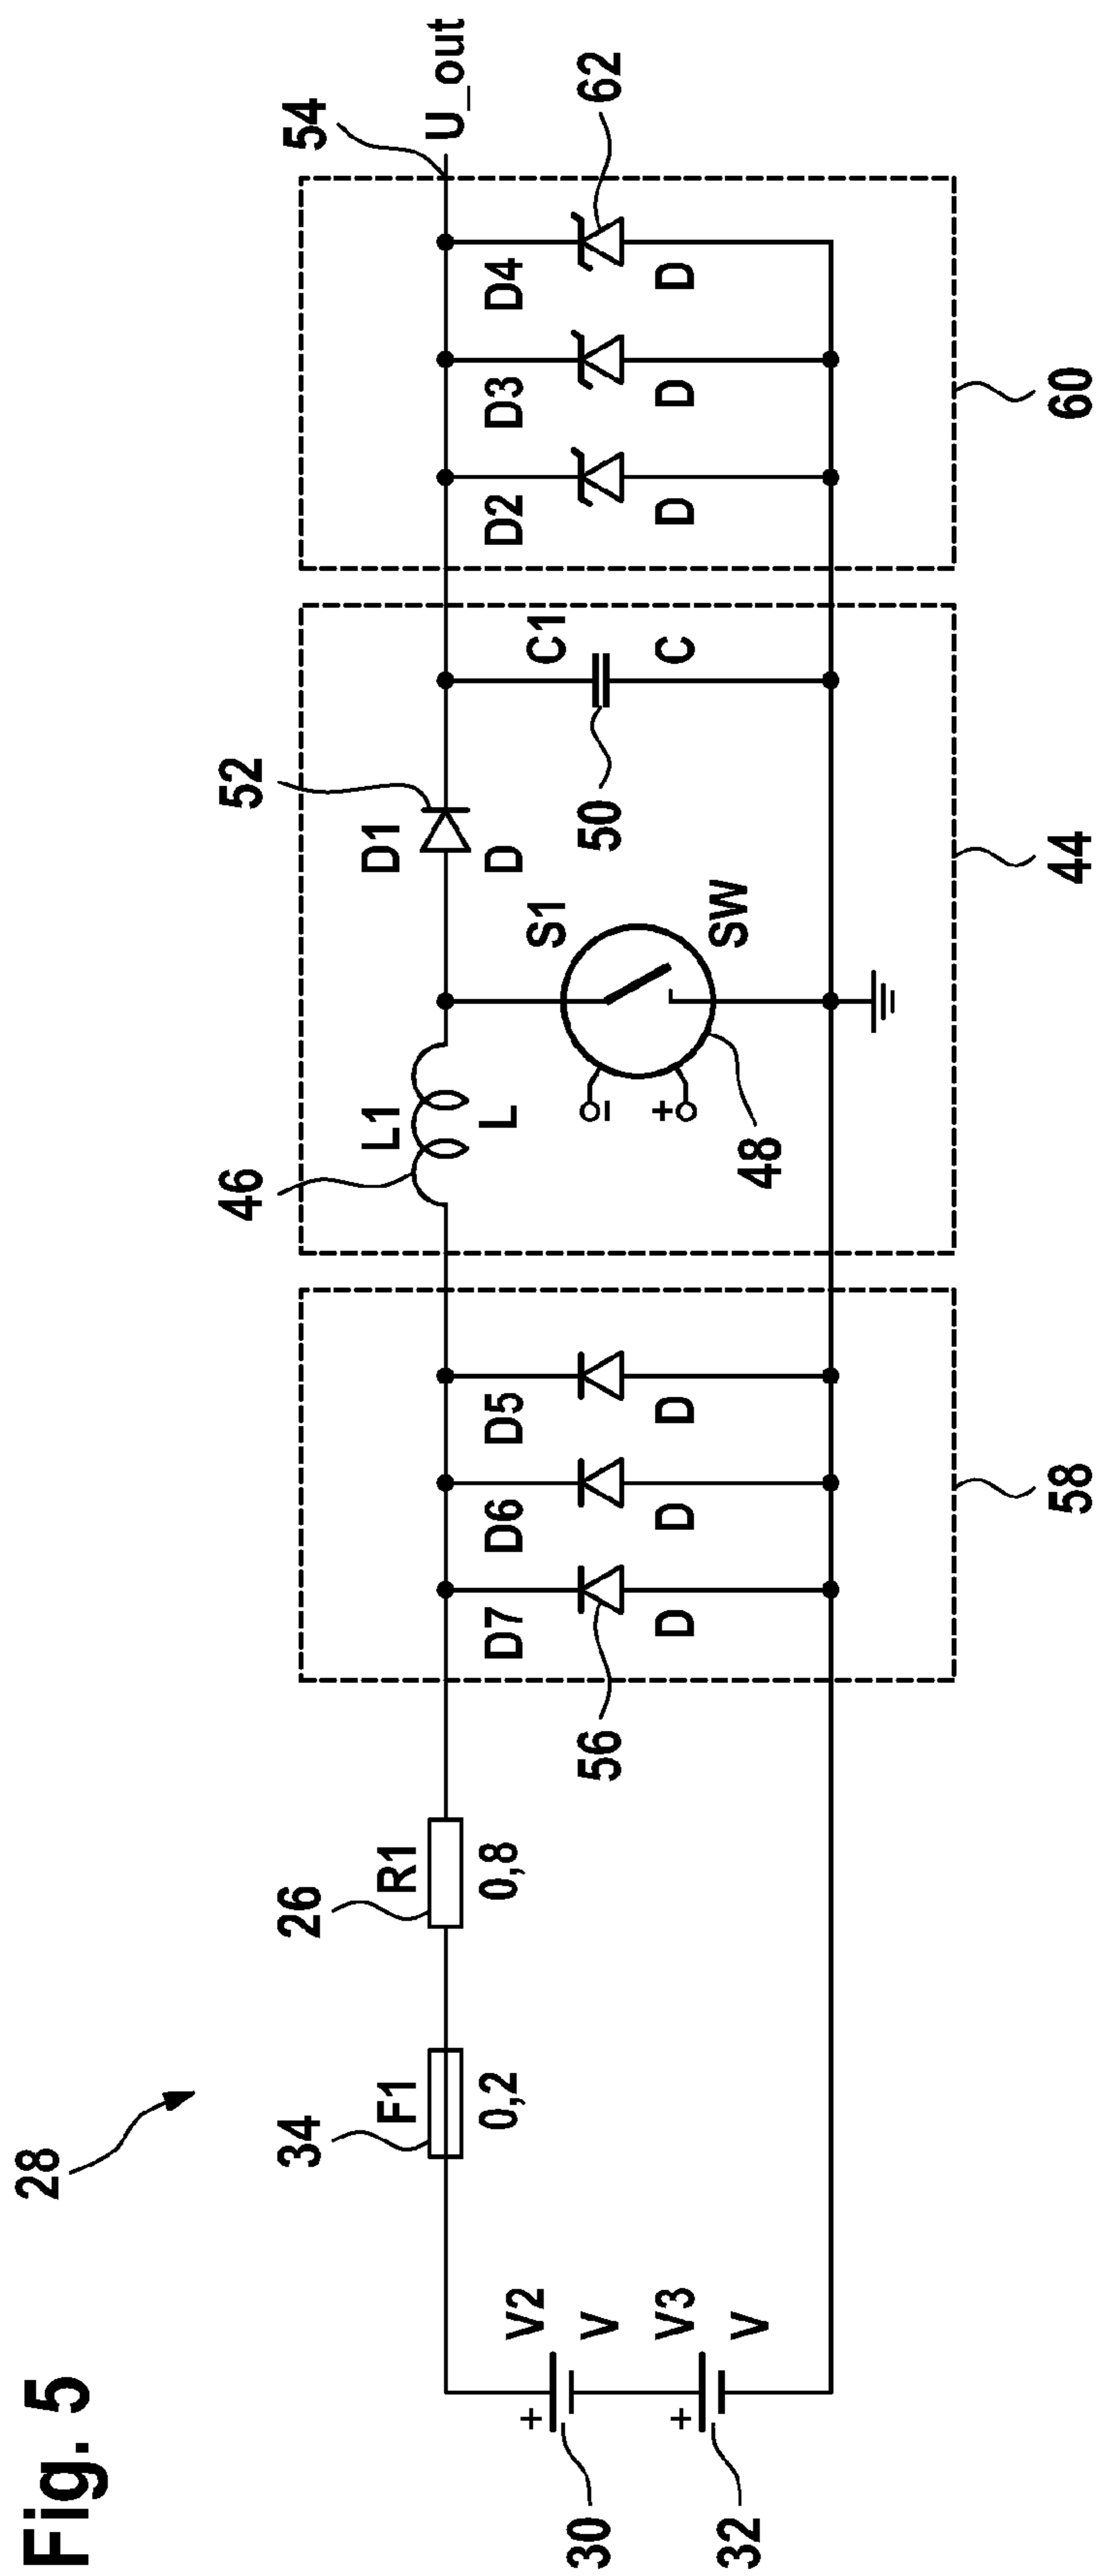 Fig. 5
28
30
32
+
V2
V
+
V3
V
34
F1
0,2
26
R1
0,8
56
D7
D
D6
D
D5
D
58
46
L1
L
-
+
48
S1
SW
52
D1
D
50
C1
C
44
D2
D
D3
D
D4
D
60
62
54
U_out